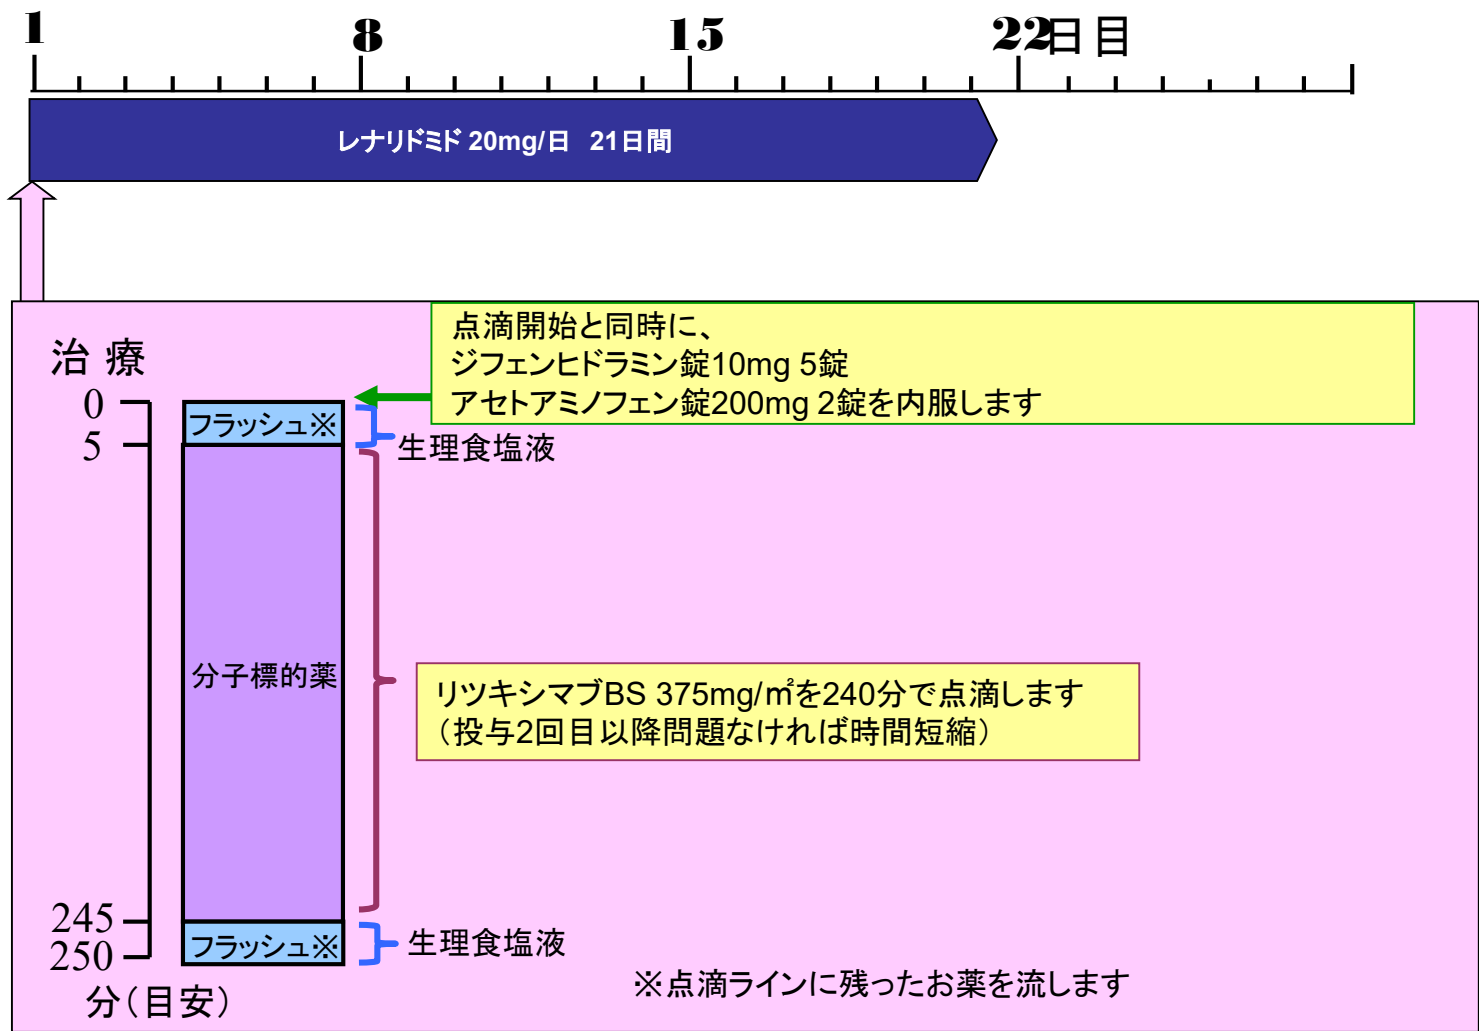 1 8 15 22日目
レナリドミド 20mg/日 21日間
点滴開始と同時に、
ジフェンヒドラミン錠10mg 5錠
アセトアミノフェン錠200mg 2錠を内服します
治 療
0
フラッシュ※
5
生理食塩液
分子標的薬
リツキシマブBS 375mg/㎡を240分で点滴します
（投与2回目以降問題なければ時間短縮）
245
フラッシュ※
生理食塩液
250
※点滴ラインに残ったお薬を流します
分（目安）